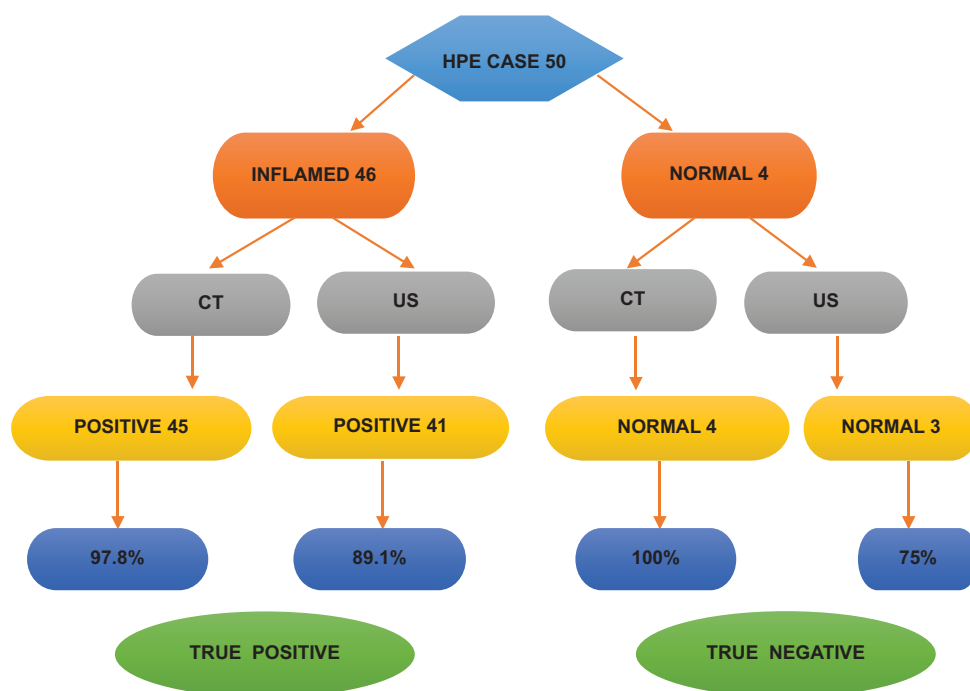 HPE CASE 50
INFLAMED 46
NORMAL 4
CT
US
CT
US
POSITIVE 45
POSITIVE 41
NORMAL 4
NORMAL 3
97.8%
89.1%
100%
75%
TRUE POSITIVE
TRUE NEGATIVE